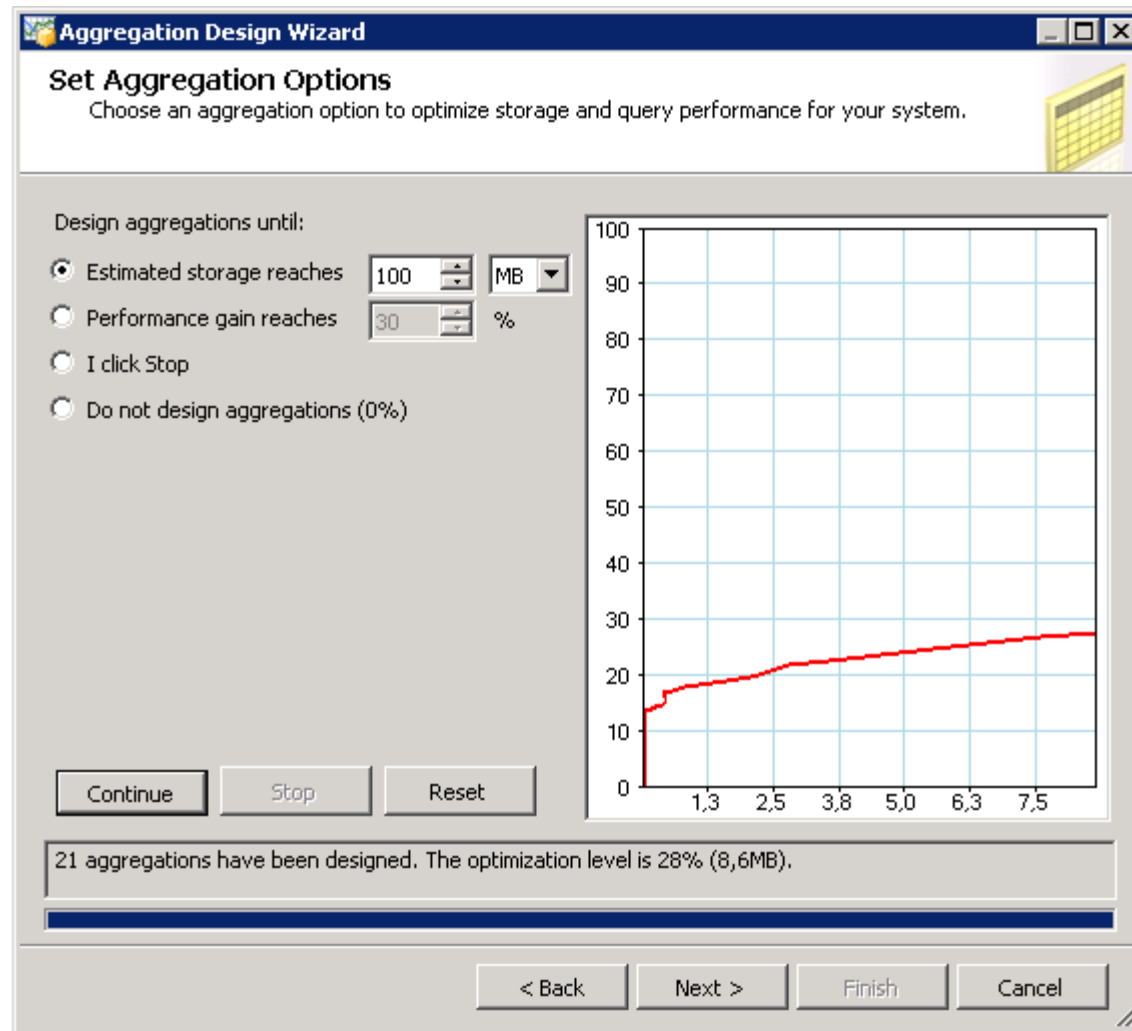 Aggregation Design Wizard
Set Aggregation Options
Choose an aggregation option to optimize storage and query performance for your system.
Design aggregations until:
Estimated storage reaches 100 MB
Performance gain reaches 30 %
I click Stop
Do not design aggregations (0%)
100
90
80
70
60
50
40
30
20
10
0
1,3 2,5 3,8 5,0 6,3 7,5
Continue Stop Reset
21 aggregations have been designed. The optimization level is 28% (8,6MB).
< Back Next > Finish Cancel